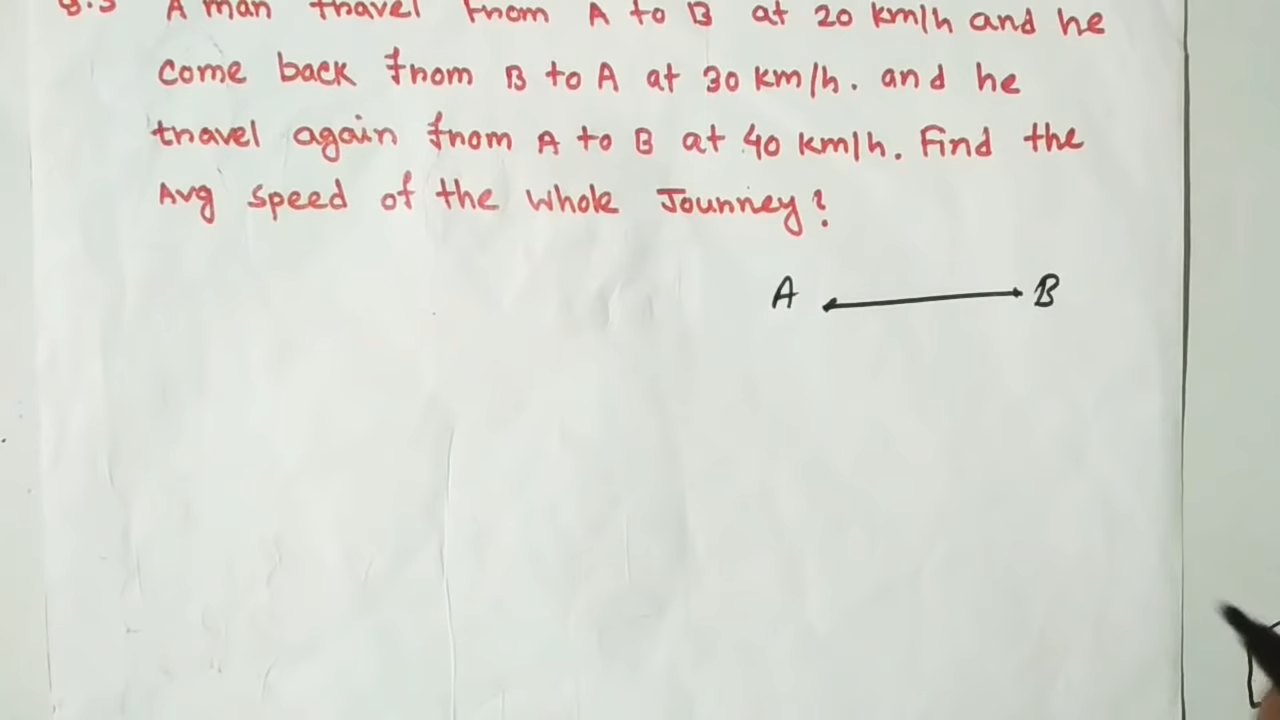 Q.3 A man travel from A to B at 20 km/h and he
come back from B to A at 30 km/h. and he
travel again from A to B at 40 km/h. Find the
Avg speed of the whole Journey?
A B